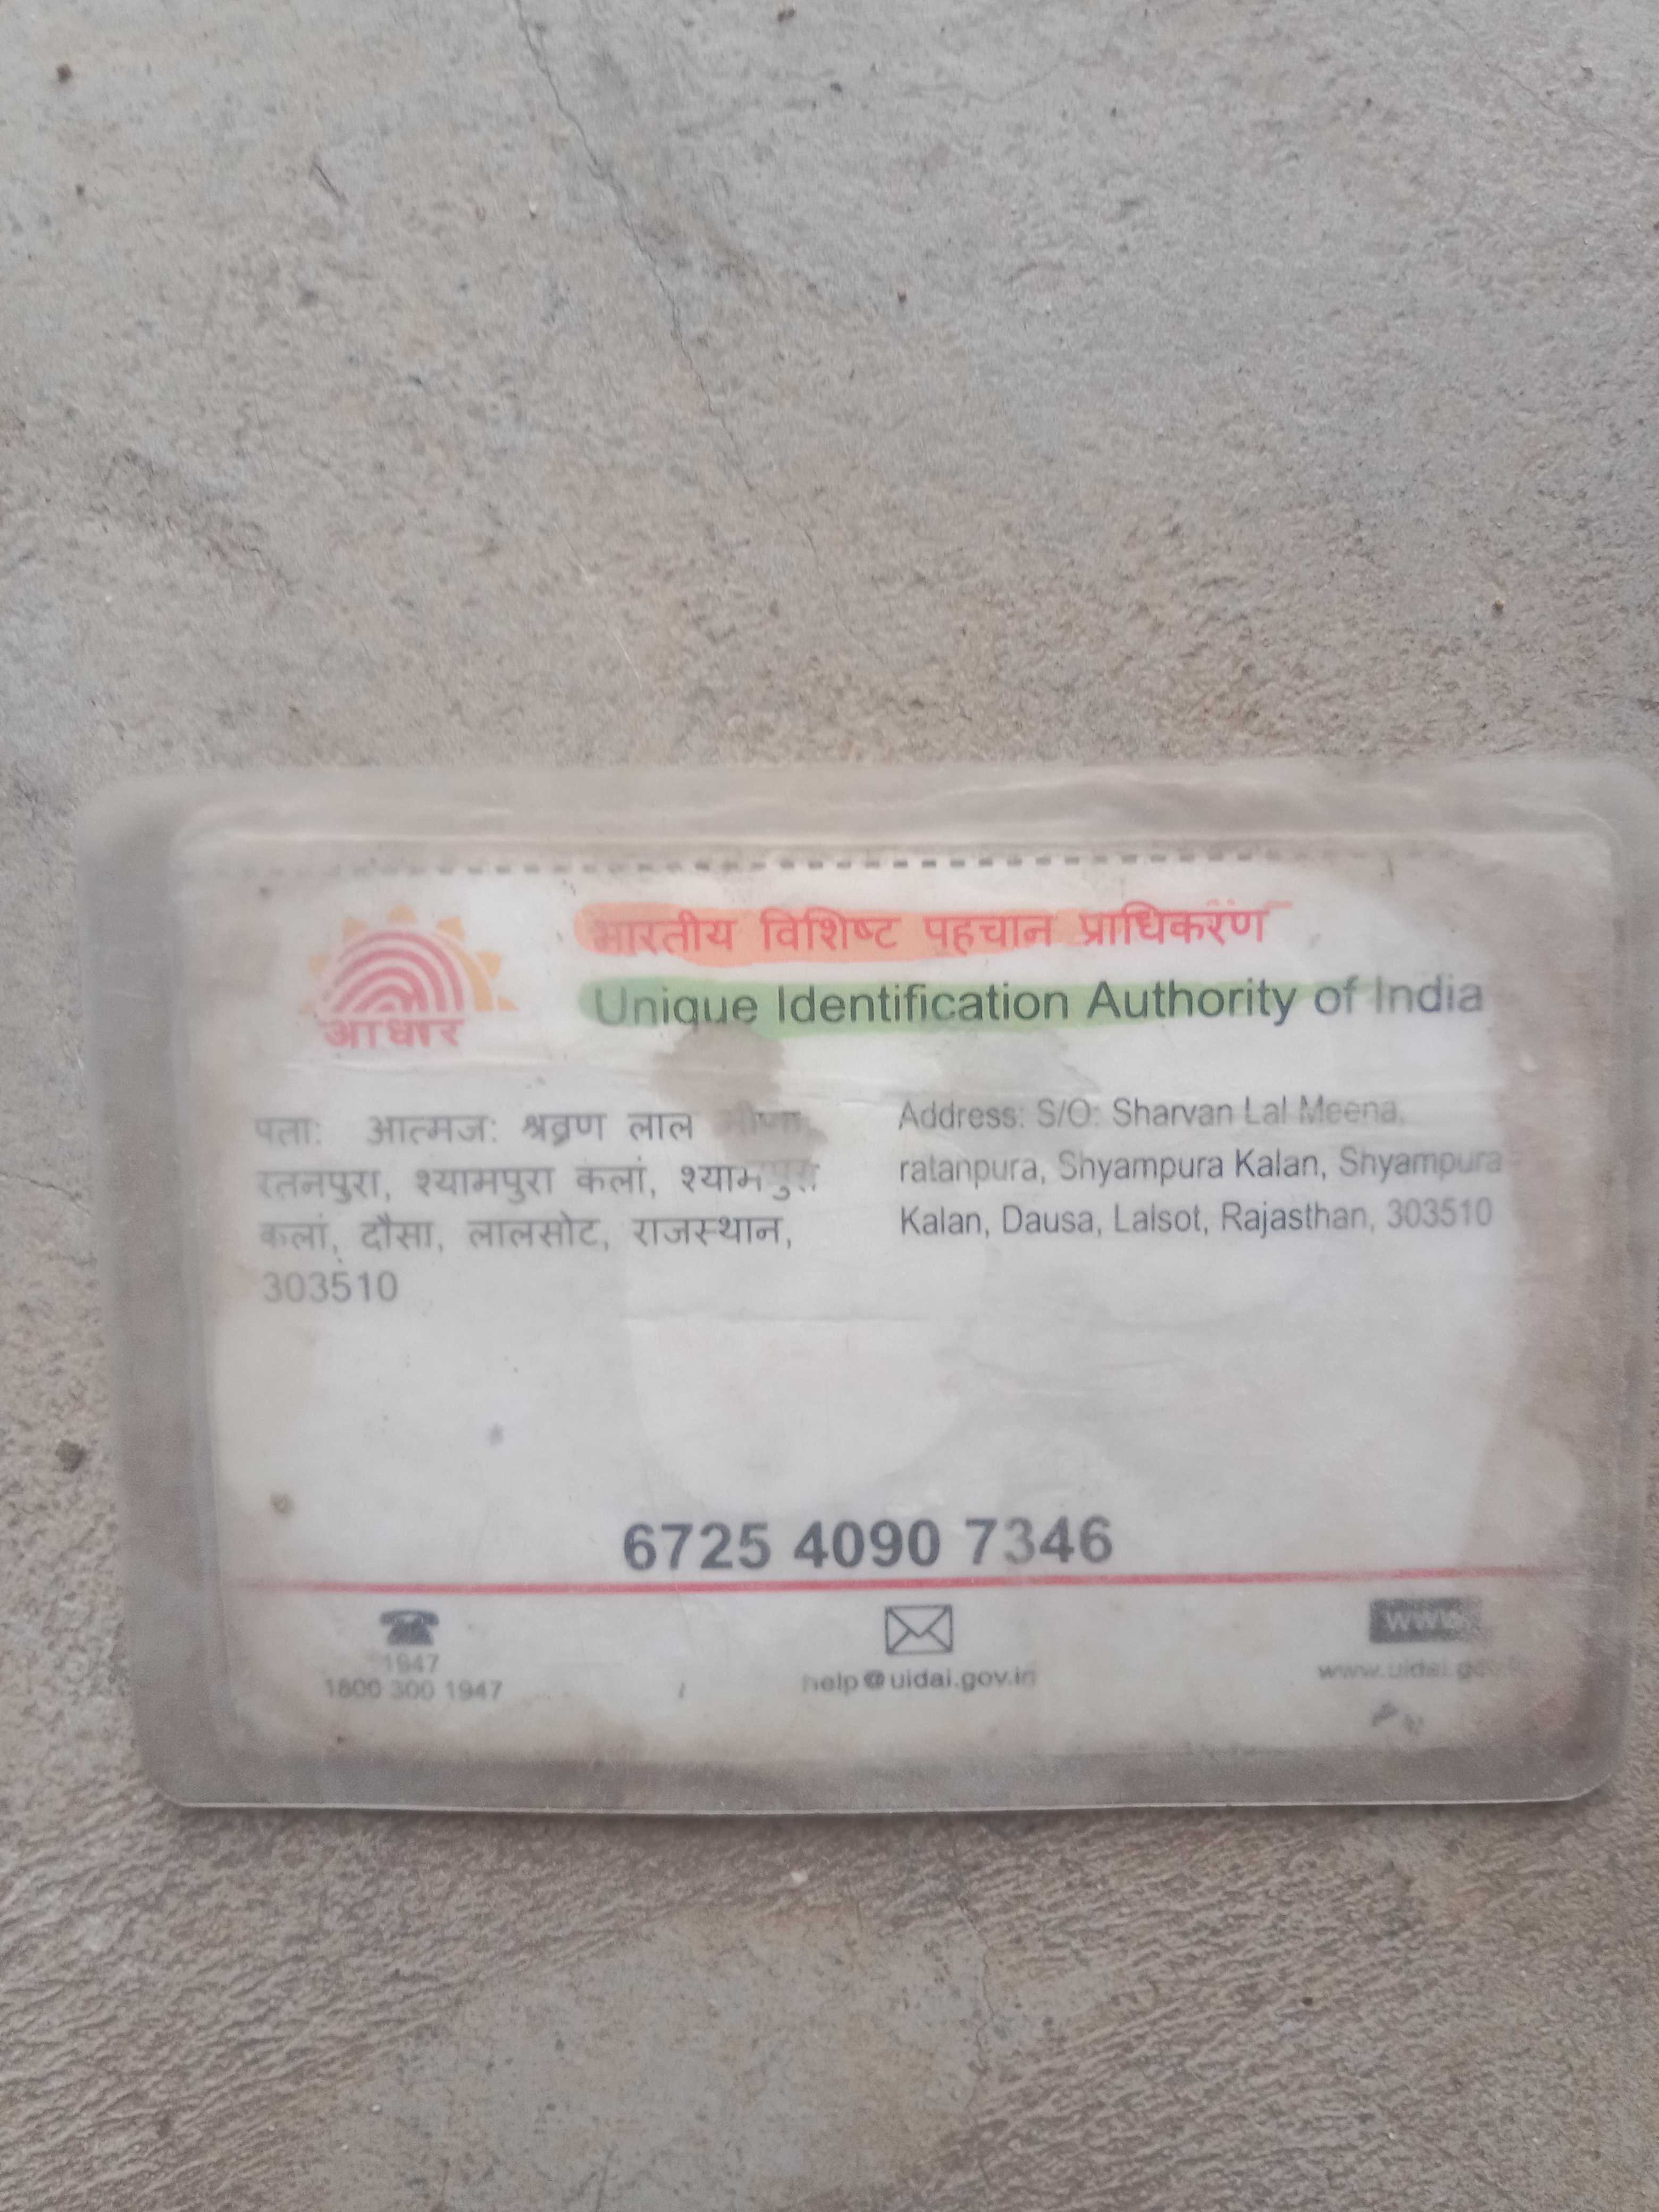 आधार
भारतीय विशिष्ट पहचान प्राधिकरण
Unique Identification Authority of India
पता: आत्मज: श्रवण लाल
रतनपुरा, श्यामपुरा कलां, श्यामपुरा
कलां, दौसा, लालसोट, राजस्थान,
303510
Address: S/O: Sharvan Lal Meena,
ratanpura, Shyampura Kalan, Shyampura
Kalan, Dausa, Lalsot, Rajasthan, 303510
6725 4090 7346
1947
1800 300 1947
help@uidai.gov.in
www